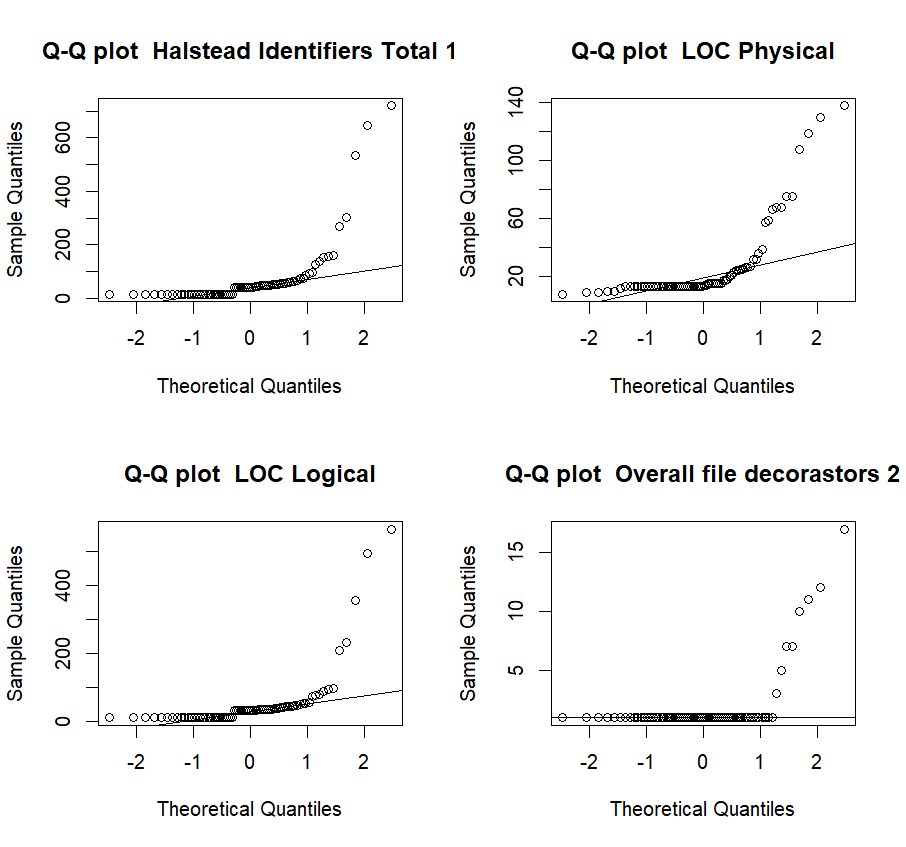 Q-Q plot  Halstead Identifiers Total 1
Sample Quantiles
600
400
200
0
-2 -1 0 1 2
Theoretical Quantiles
Q-Q plot  LOC Physical
Sample Quantiles
140
100
60
20
-2 -1 0 1 2
Theoretical Quantiles
Q-Q plot  LOC Logical
Sample Quantiles
400
200
0
-2 -1 0 1 2
Theoretical Quantiles
Q-Q plot  Overall file decorastors 2
Sample Quantiles
15
10
5
-2 -1 0 1 2
Theoretical Quantiles